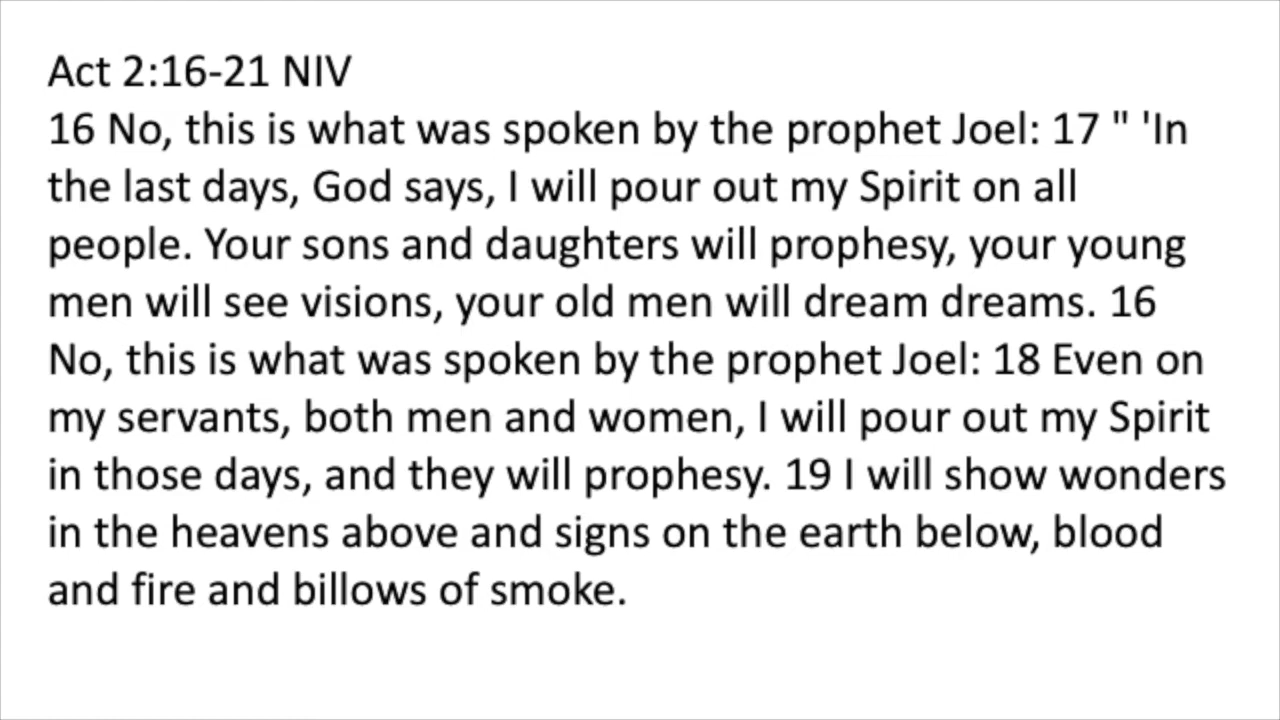 Act 2:16-21 NIV
16 No, this is what was spoken by the prophet Joel: 17 " 'In
the last days, God says, I will pour out my Spirit on all
people. Your sons and daughters will prophesy, your young
men will see visions, your old men will dream dreams. 16
No, this is what was spoken by the prophet Joel: 18 Even on
my servants, both men and women, I will pour out my Spirit
in those days, and they will prophesy. 19 I will show wonders
in the heavens above and signs on the earth below, blood
and fire and billows of smoke.